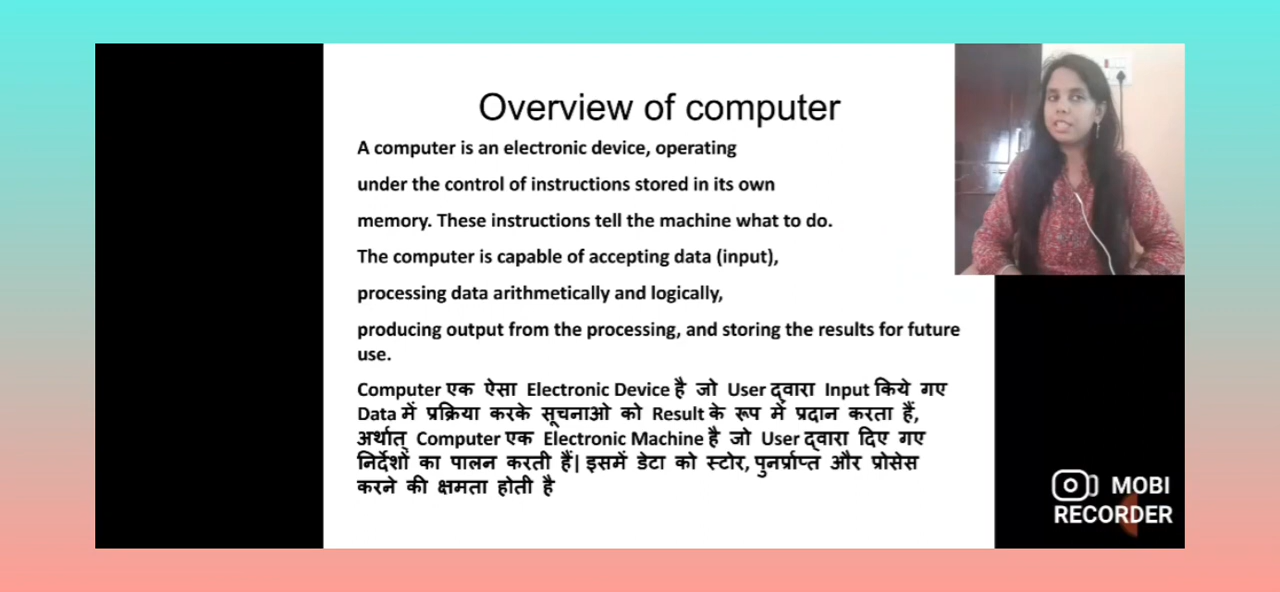 Overview of computer
A computer is an electronic device, operating
under the control of instructions stored in its own
memory. These instructions tell the machine what to do.
The computer is capable of accepting data (input),
processing data arithmetically and logically,
producing output from the processing, and storing the results for future
use.
Computer एक ऐसा Electronic Device है जो User द्वारा Input किये गए
Data में प्रक्रिया करके सूचनाओ को Result के रूप में प्रदान करता हैं,
अर्थात् Computer एक Electronic Machine है जो User द्वारा दिए गए
निर्देशों का पालन करती हैं| इसमें डेटा को स्टोर, पुनर्प्राप्त और प्रोसेस
करने की क्षमता होती है
MOBI
RECORDER